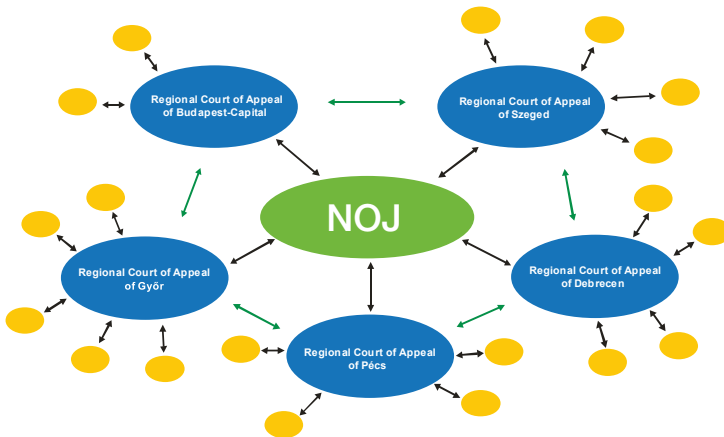 Regional Court of Appeal
of Budapest-Capital
Regional Court of Appeal
of Szeged
NOJ
Regional Court of Appeal
of Győr
Regional Court of Appeal
of Debrecen
Regional Court of Appeal
of Pécs